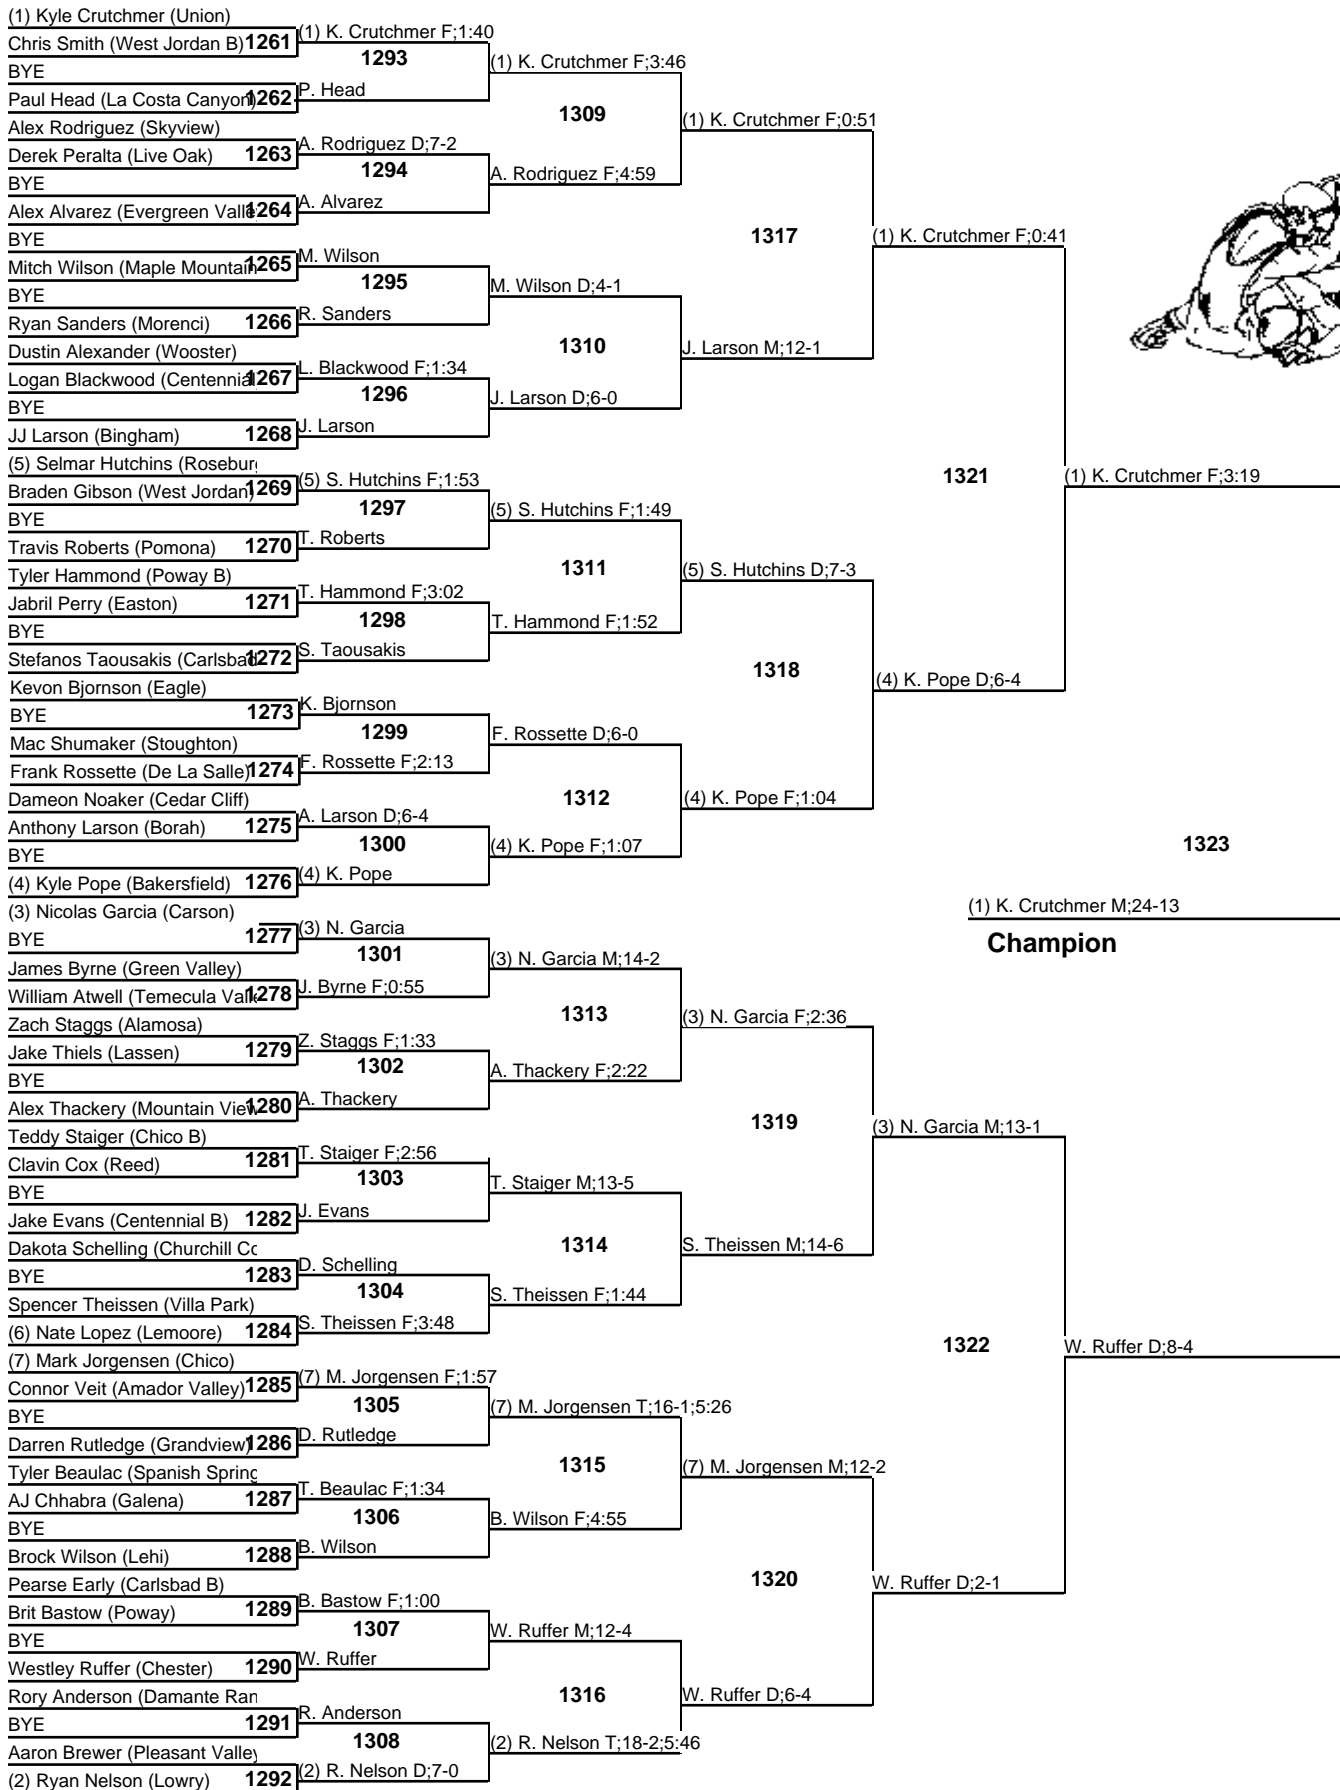 (1) Kyle Crutchmer (Union)
Chris Smith (West Jordan B)
1261
BYE
Paul Head (La Costa Canyon)
1262
Alex Rodriguez (Skyview)
Derek Peralta (Live Oak)
1263
BYE
Alex Alvarez (Evergreen Valle
1264
BYE
Mitch Wilson (Maple Mountain
1265
BYE
Ryan Sanders (Morenci)
1266
Dustin Alexander (Wooster)
Logan Blackwood (Centennial
1267
BYE
JJ Larson (Bingham)
1268
(5) Selmar Hutchins (Roseburg
Braden Gibson (West Jordan)
1269
BYE
Travis Roberts (Pomona)
1270
Tyler Hammond (Poway B)
Jabril Perry (Easton)
1271
BYE
Stefanos Taousakis (Carlsbad
1272
Kevon Bjornson (Eagle)
BYE
1273
Mac Shumaker (Stoughton)
Frank Rossette (De La Salle)
1274
Dameon Noaker (Cedar Cliff)
Anthony Larson (Borah)
1275
BYE
(4) Kyle Pope (Bakersfield)
1276
(3) Nicolas Garcia (Carson)
BYE
1277
James Byrne (Green Valley)
William Atwell (Temecula Valle
1278
Zach Staggs (Alamosa)
Jake Thiels (Lassen)
1279
BYE
Alex Thackery (Mountain View
1280
Teddy Staiger (Chico B)
Clavin Cox (Reed)
1281
BYE
Jake Evans (Centennial B)
1282
Dakota Schelling (Churchill Co
BYE
1283
Spencer Theissen (Villa Park)
(6) Nate Lopez (Lemoore)
1284
(7) Mark Jorgensen (Chico)
Connor Veit (Amador Valley)
1285
BYE
Darren Rutledge (Grandview)
1286
Tyler Beaulac (Spanish Spring
AJ Chhabra (Galena)
1287
BYE
Brock Wilson (Lehi)
1288
Pearse Early (Carlsbad B)
Brit Bastow (Poway)
1289
BYE
Westley Ruffer (Chester)
1290
Rory Anderson (Damante Ran
BYE
1291
Aaron Brewer (Pleasant Valley
(2) Ryan Nelson (Lowry)
1292
(1) K. Crutchmer F;1:40
1293
P. Head
A. Rodriguez D;7-2
1294
A. Alvarez
M. Wilson
1295
R. Sanders
L. Blackwood F;1:34
1296
J. Larson
(5) S. Hutchins F;1:53
1297
T. Roberts
T. Hammond F;3:02
1298
S. Taousakis
K. Bjornson
1299
F. Rossette F;2:13
A. Larson D;6-4
1300
(4) K. Pope
(3) N. Garcia
1301
J. Byrne F;0:55
Z. Staggs F;1:33
1302
A. Thackery
T. Staiger F;2:56
1303
J. Evans
D. Schelling
1304
S. Theissen F;3:48
(7) M. Jorgensen F;1:57
1305
D. Rutledge
T. Beaulac F;1:34
1306
B. Wilson
B. Bastow F;1:00
1307
W. Ruffer
R. Anderson
1308
(2) R. Nelson D;7-0
(1) K. Crutchmer F;3:46
1309
A. Rodriguez F;4:59
M. Wilson D;4-1
1310
J. Larson D;6-0
(5) S. Hutchins F;1:49
1311
T. Hammond F;1:52
F. Rossette D;6-0
1312
(4) K. Pope F;1:07
(3) N. Garcia M;14-2
1313
A. Thackery F;2:22
T. Staiger M;13-5
1314
S. Theissen F;1:44
(7) M. Jorgensen T;16-1;5:26
1315
B. Wilson F;4:55
W. Ruffer M;12-4
1316
(2) R. Nelson T;18-2;5:46
(1) K. Crutchmer F;0:51
1317
J. Larson M;12-1
(5) S. Hutchins D;7-3
1318
(4) K. Pope F;1:04
(3) N. Garcia F;2:36
1319
S. Theissen M;14-6
(7) M. Jorgensen M;12-2
1320
W. Ruffer D;6-4
(1) K. Crutchmer F;0:41
1321
(4) K. Pope D;6-4
(3) N. Garcia M;13-1
1322
W. Ruffer D;2-1
(1) K. Crutchmer F;3:19
1323
W. Ruffer D;8-4
(1) K. Crutchmer M;24-13
Champion